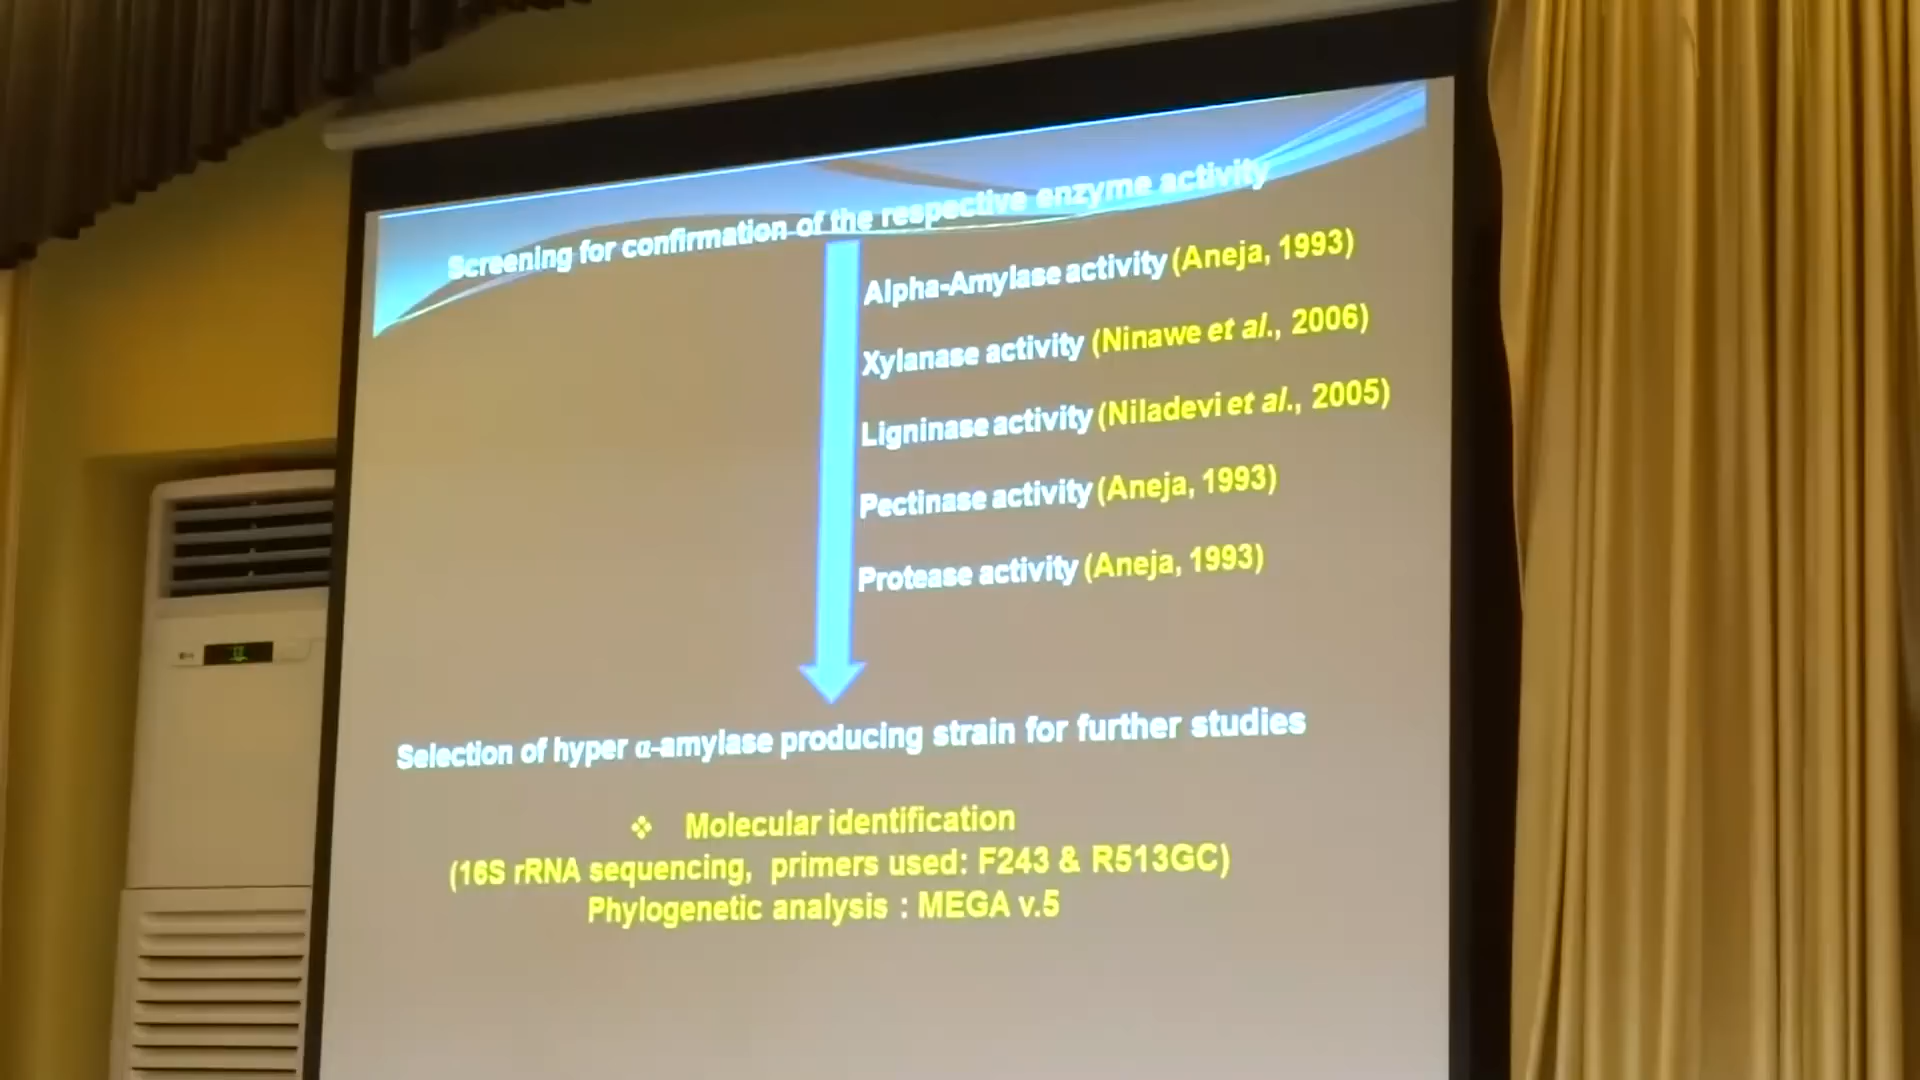 Screening for confirmation of the respective enzyme activity
Alpha-Amylase activity (Aneja, 1993)
Xylanase activity (Ninawe et al., 2006)
Ligninase activity (Niladevi et al., 2005)
Pectinase activity (Aneja, 1993)
Protease activity (Aneja, 1993)
Selection of hyper α-amylase producing strain for further studies
❖ Molecular identification
(16S rRNA sequencing, primers used: F243 & R513GC)
Phylogenetic analysis : MEGA v.5